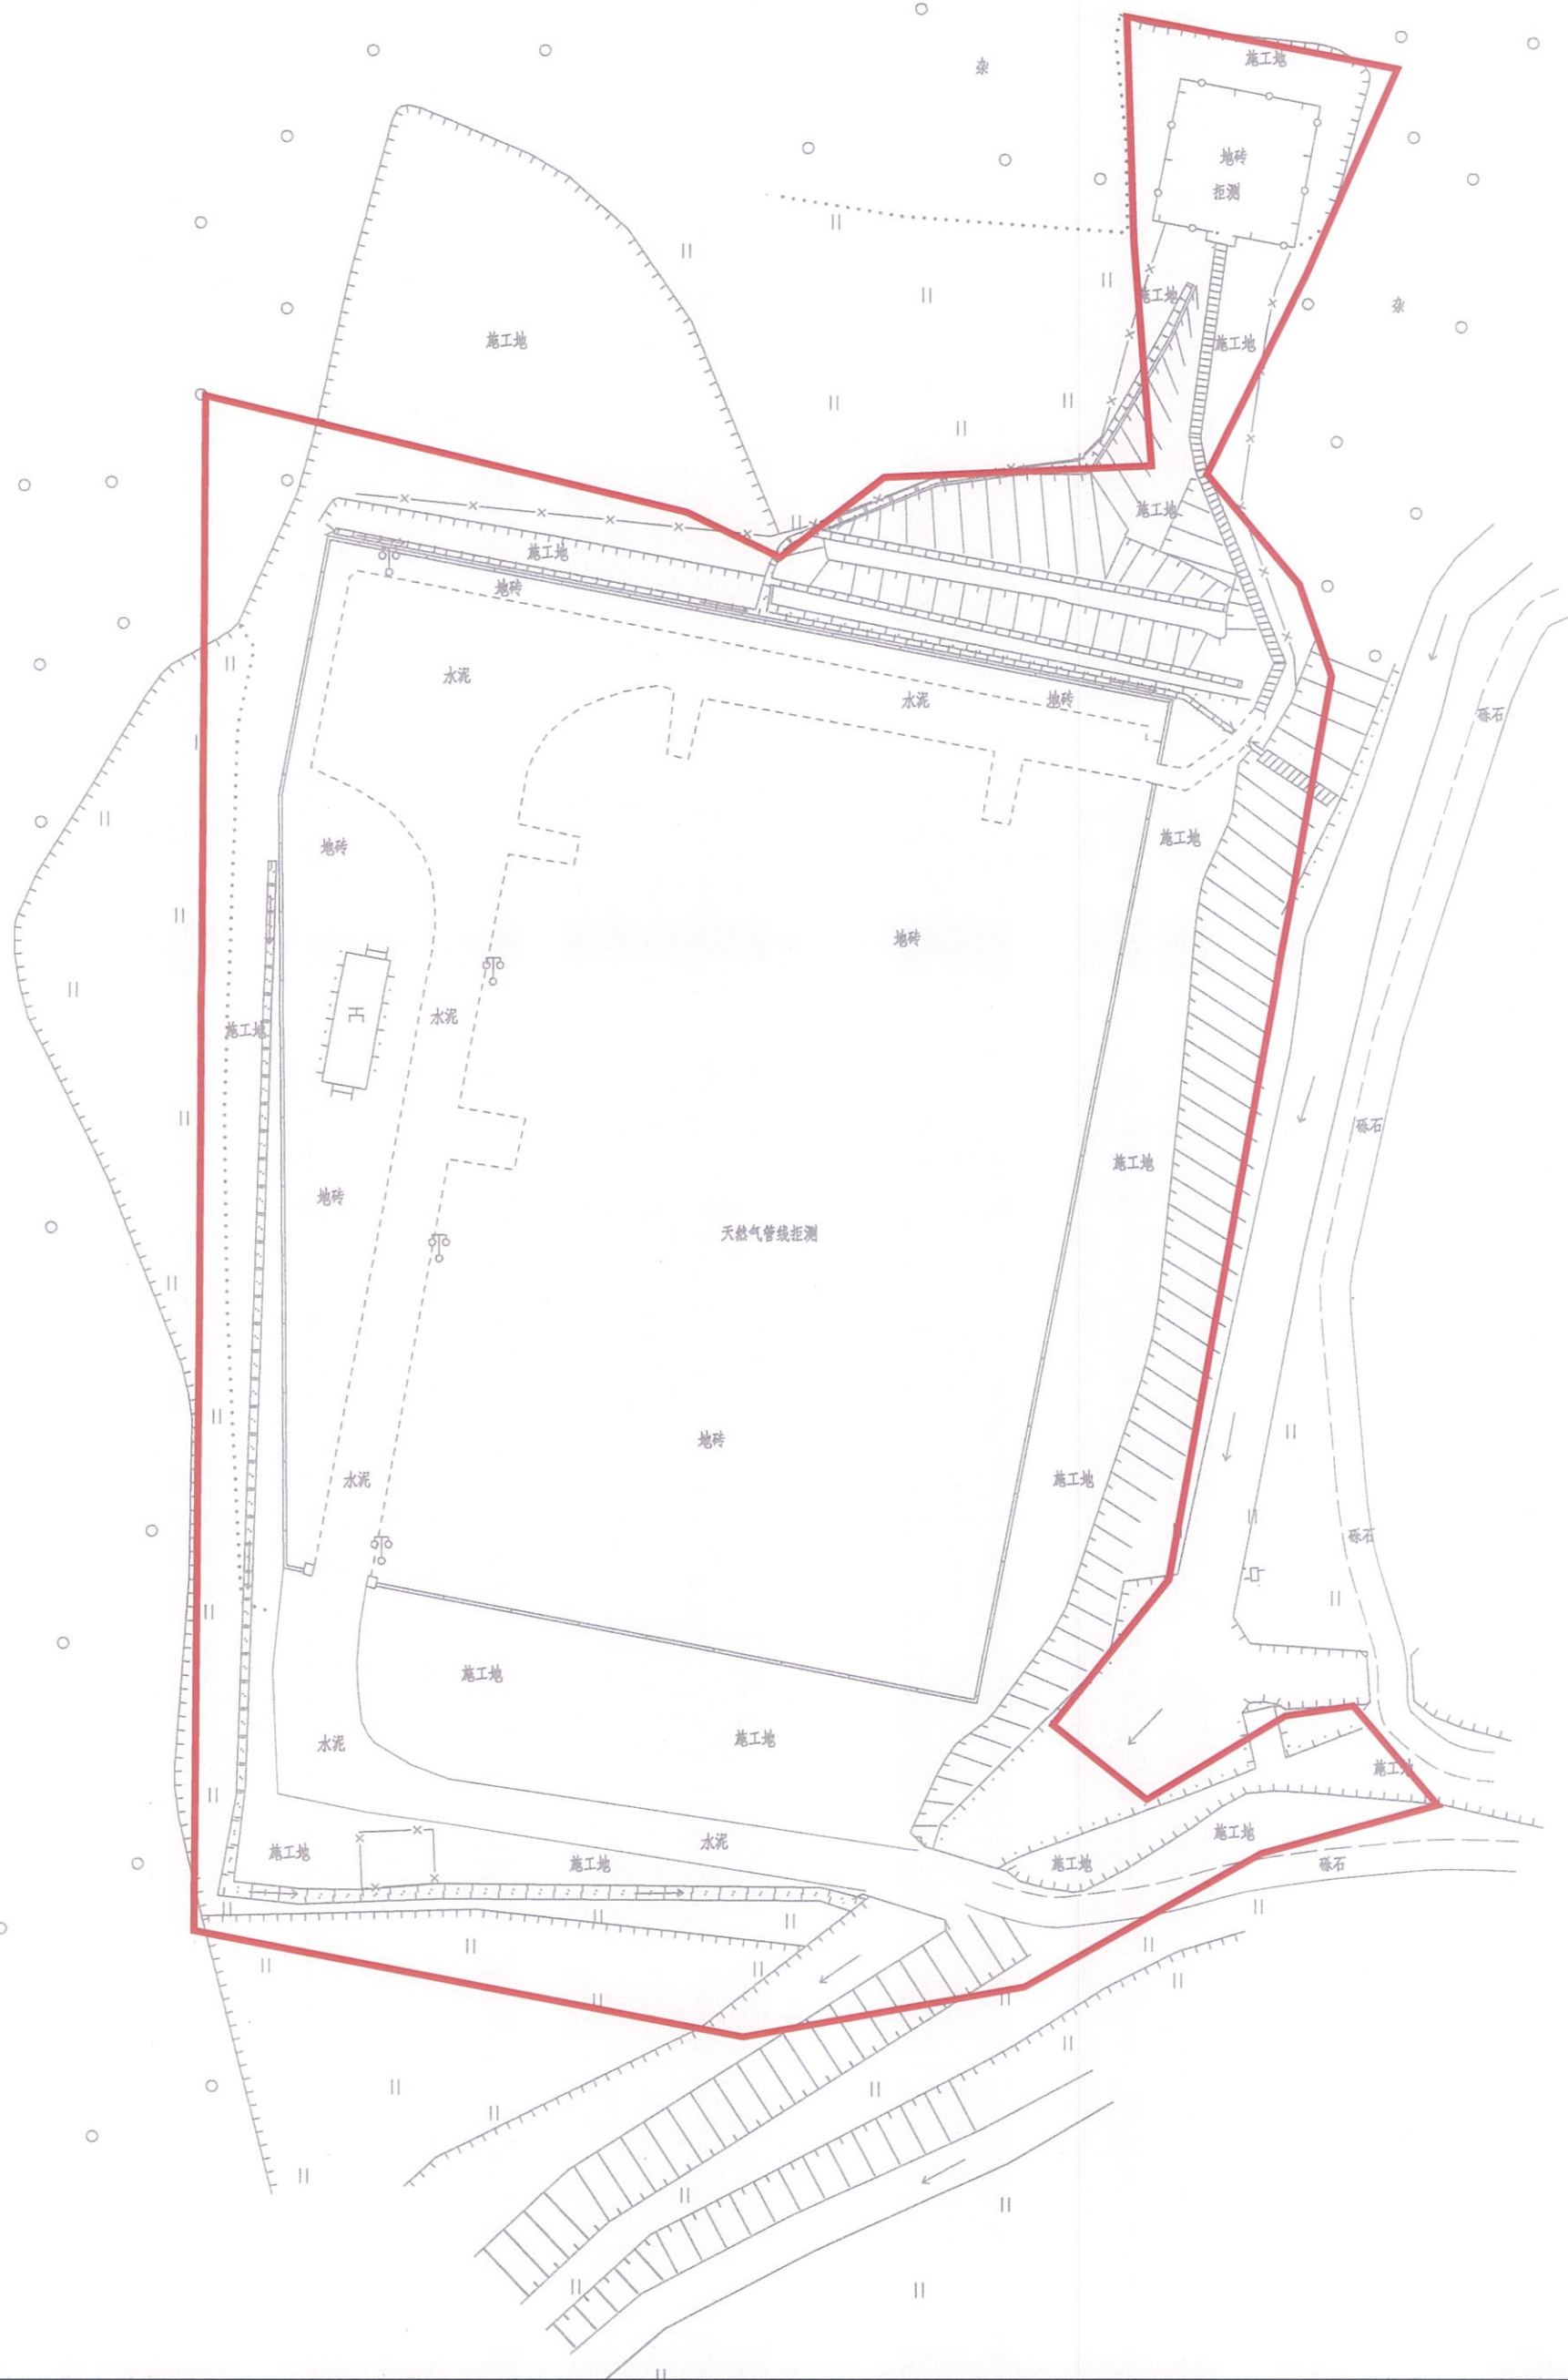 杂
施工地
地砖
拒测
施工地
杂
施工地
施工地
施工地
施工地
地砖
水泥
水泥
地砖
砾石
施工地
地砖
地砖
水泥
施工地
砾石
施工地
地砖
天然气管线拒测
地砖
水泥
施工地
砾石
施工地
水泥
施工地
施工地
水泥
施工地
施工地
施工地
施工地
砾石